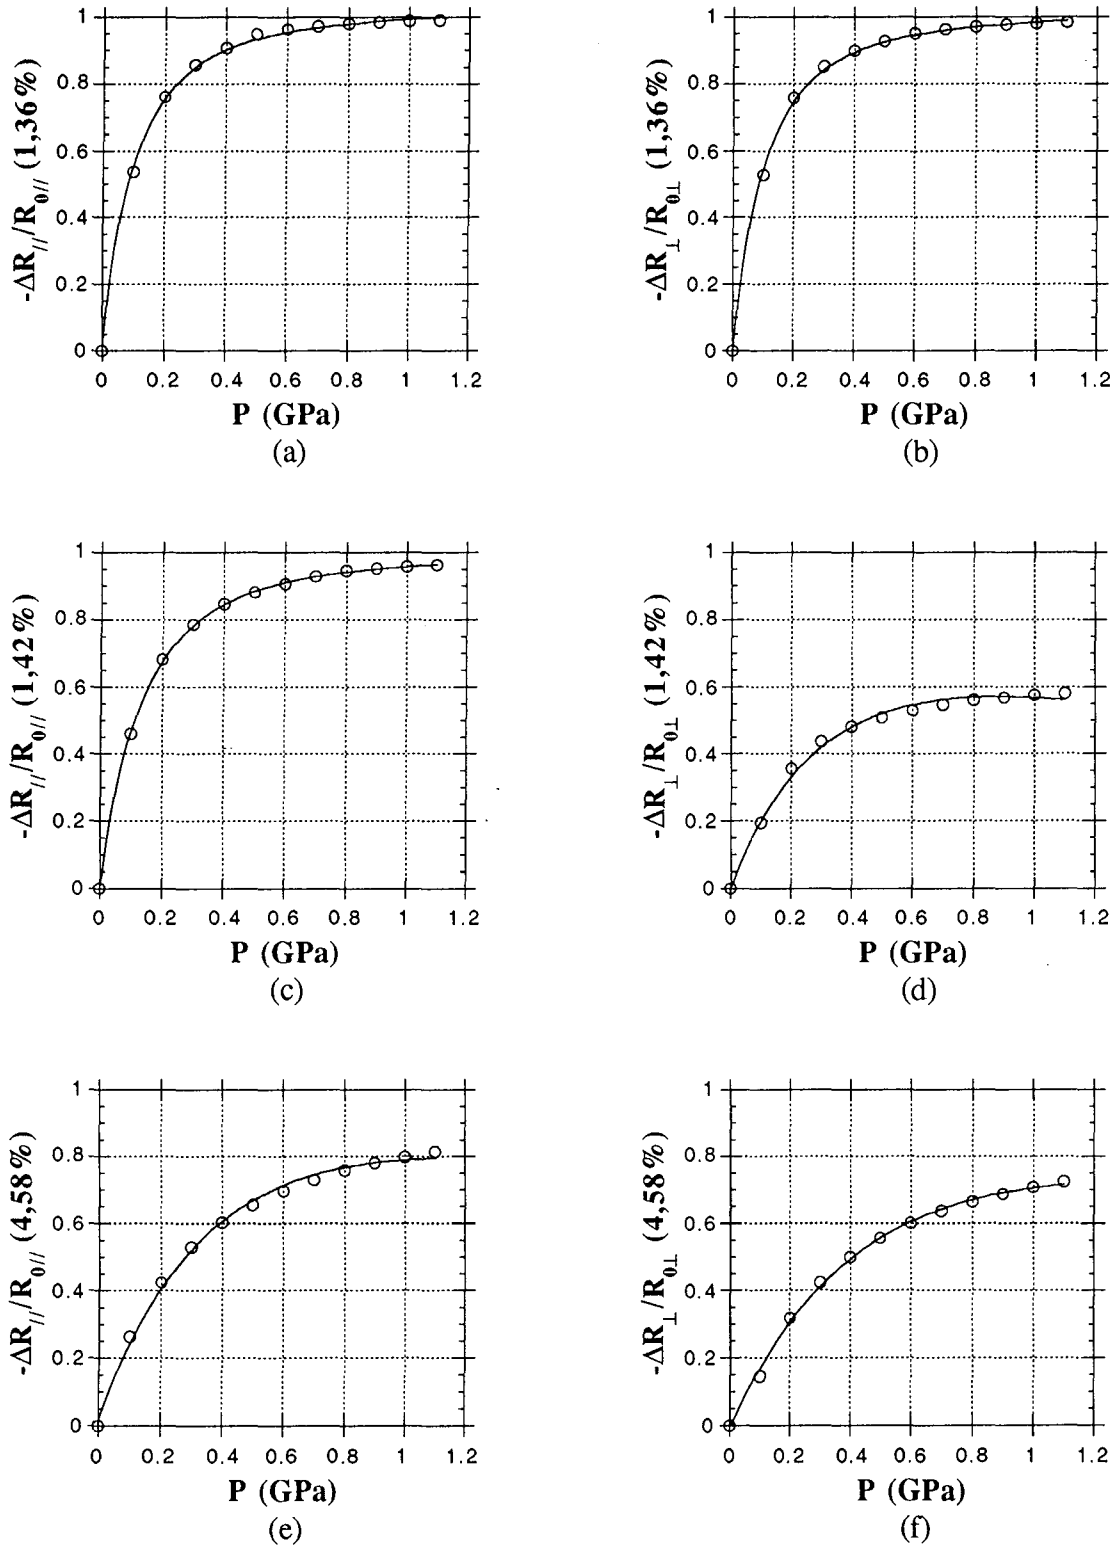 1
0.8
0.6
0.4
0.2
0
-ΔR///R0// (1,36%)
0 0.2 0.4 0.6 0.8 1 1.2
P (GPa)
(a)
1
0.8
0.6
0.4
0.2
0
-ΔR⊥/R0⊥ (1,36%)
0 0.2 0.4 0.6 0.8 1 1.2
P (GPa)
(b)
1
0.8
0.6
0.4
0.2
0
-ΔR///R0// (1,42%)
0 0.2 0.4 0.6 0.8 1 1.2
P (GPa)
(c)
1
0.8
0.6
0.4
0.2
0
-ΔR⊥/R0⊥ (1,42%)
0 0.2 0.4 0.6 0.8 1 1.2
P (GPa)
(d)
1
0.8
0.6
0.4
0.2
0
-ΔR///R0// (4,58%)
0 0.2 0.4 0.6 0.8 1 1.2
P (GPa)
(e)
1
0.8
0.6
0.4
0.2
0
-ΔR⊥/R0⊥ (4,58%)
0 0.2 0.4 0.6 0.8 1 1.2
P (GPa)
(f)